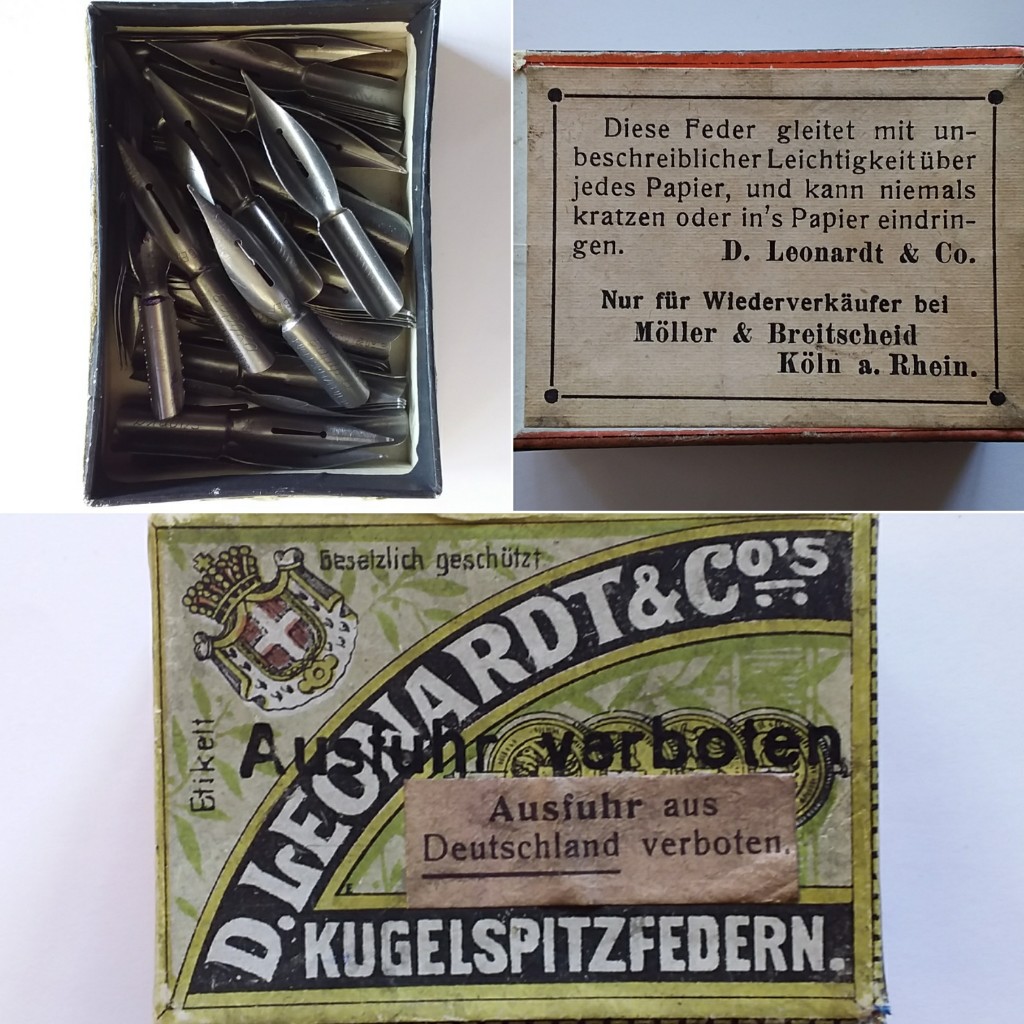 Diese Feder gleitet mit un-
beschreiblicher Leichtigkeit über
jedes Papier, und kann niemals
kratzen oder in's Papier eindrin-
gen.
D. Leonardt & Co.
Nur für Wiederverkäufer bei
Möller & Breitscheid
Köln a. Rhein.
Gesetzlich geschützt
Etikett
D. LEONARDT & Co's
Ausfuhr verboten
Ausfuhr aus
Deutschland verboten.
KUGELSPITZFEDERN.